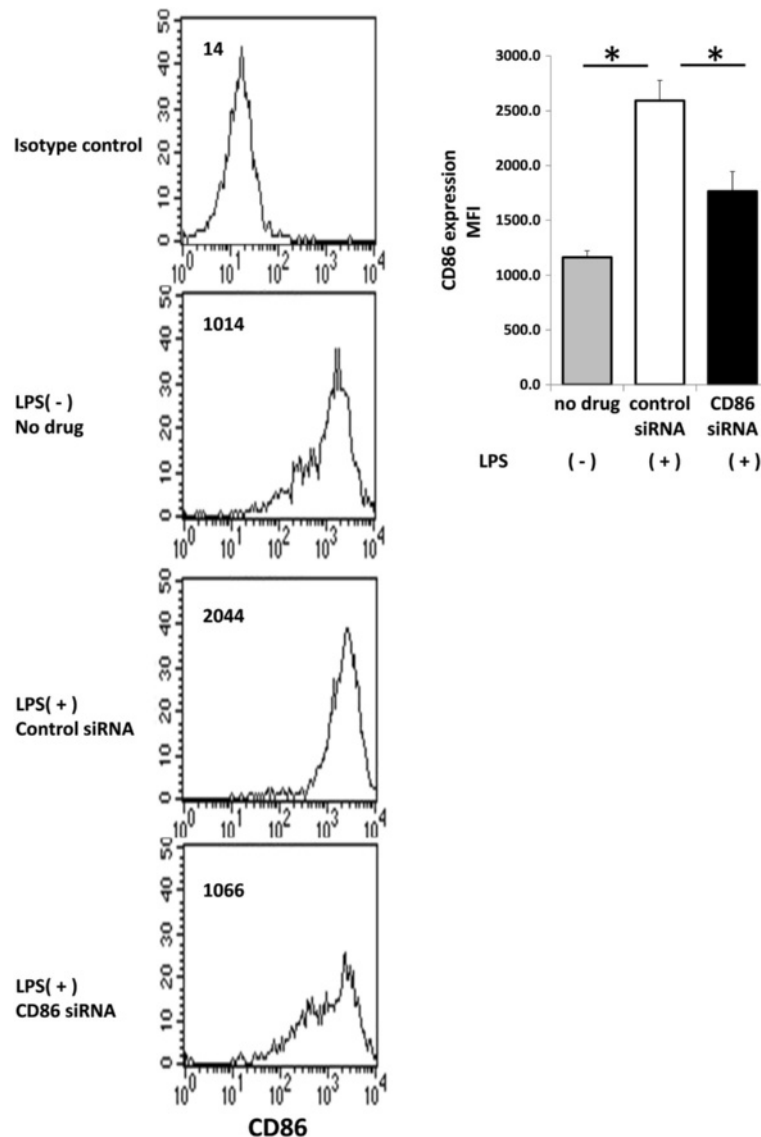 50
40
30
20
10
0
14
Isotype control
10^0 10^1 10^2 10^3 10^4
50
40
30
20
10
0
1014
LPS( - )
No drug
10^0 10^1 10^2 10^3 10^4
50
40
30
20
10
0
2044
LPS( + )
Control siRNA
10^0 10^1 10^2 10^3 10^4
50
40
30
20
10
0
1066
LPS( + )
CD86 siRNA
10^0 10^1 10^2 10^3 10^4
CD86
* *
3000.0
2500.0
2000.0
1500.0
1000.0
500.0
0.0
CD86 expression
MFI
no drug control CD86
siRNA siRNA
LPS ( - ) ( + ) ( + )